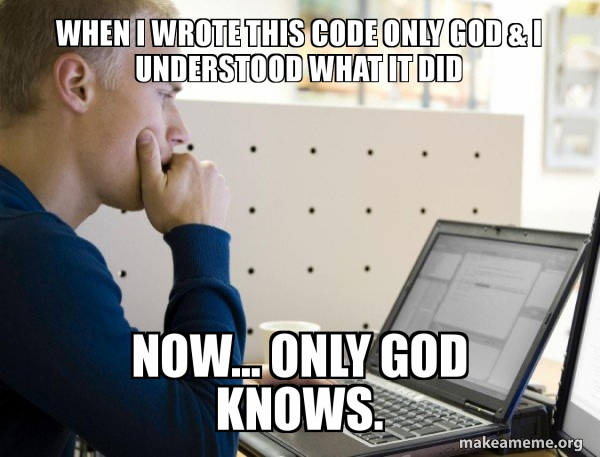 WHEN I WROTE THIS CODE ONLY GOD & I
UNDERSTOOD WHAT IT DID
NOW... ONLY GOD
KNOWS.
makeameme.org